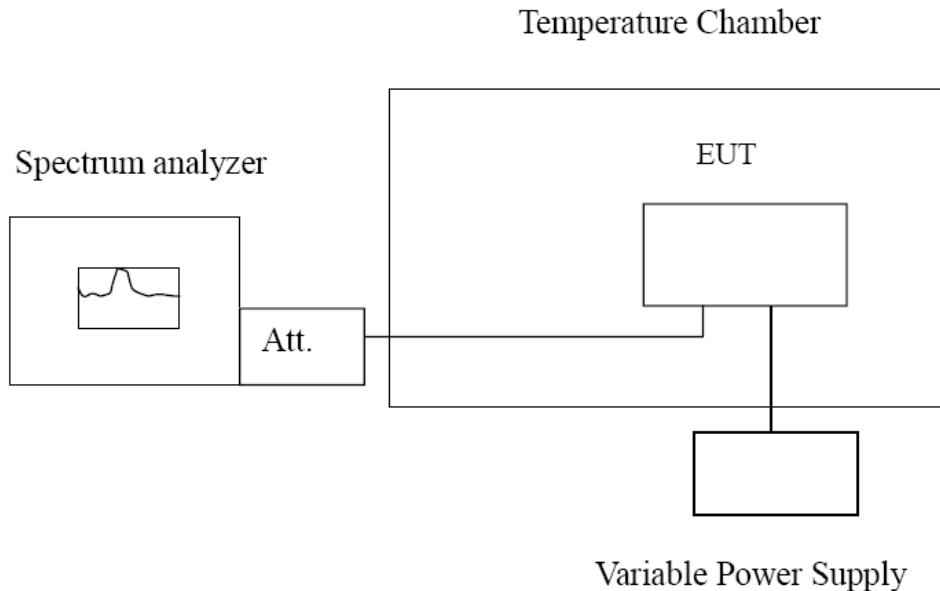 Temperature Chamber
Spectrum analyzer
EUT
Att.
Variable Power Supply